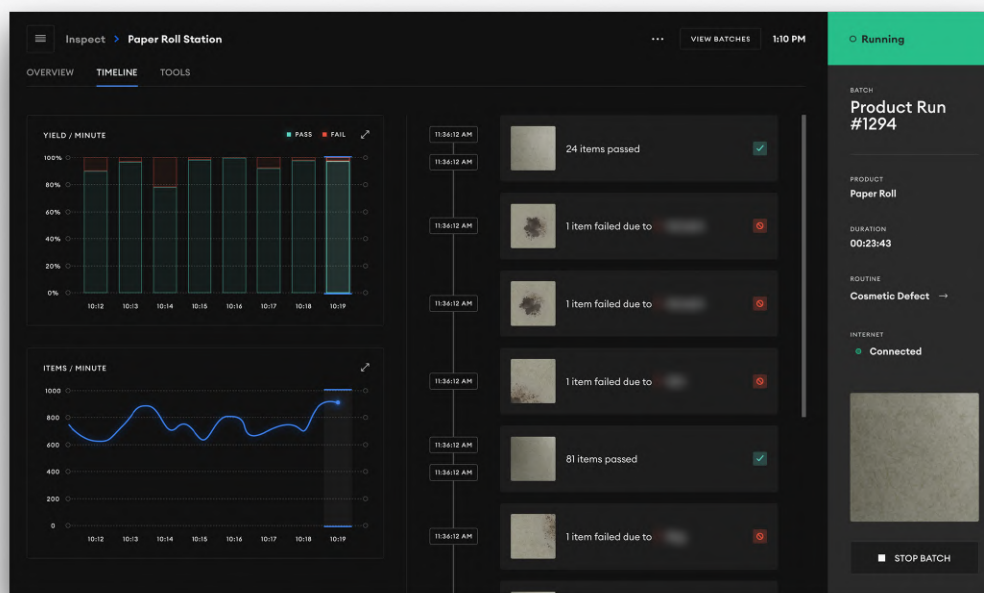 Inspect > Paper Roll Station
VIEW BATCHES
1:10 PM
OVERVIEW
TIMELINE
TOOLS
YIELD / MINUTE
PASS
FAIL
100%
80%
60%
40%
20%
0%
10:12
10:13
10:14
10:15
10:16
10:17
10:18
10:19
ITEMS / MINUTE
1000
800
600
400
200
0
10:12
10:13
10:14
10:15
10:16
10:17
10:18
10:19
11:36:12 AM
11:36:12 AM
24 items passed
11:36:12 AM
1 item failed due to
11:36:12 AM
1 item failed due to
11:36:12 AM
1 item failed due to
11:36:12 AM
11:36:12 AM
81 items passed
11:36:12 AM
1 item failed due to
Running
BATCH
Product Run
#1294
PRODUCT
Paper Roll
DURATION
00:23:43
ROUTINE
Cosmetic Defect →
INTERNET
Connected
STOP BATCH